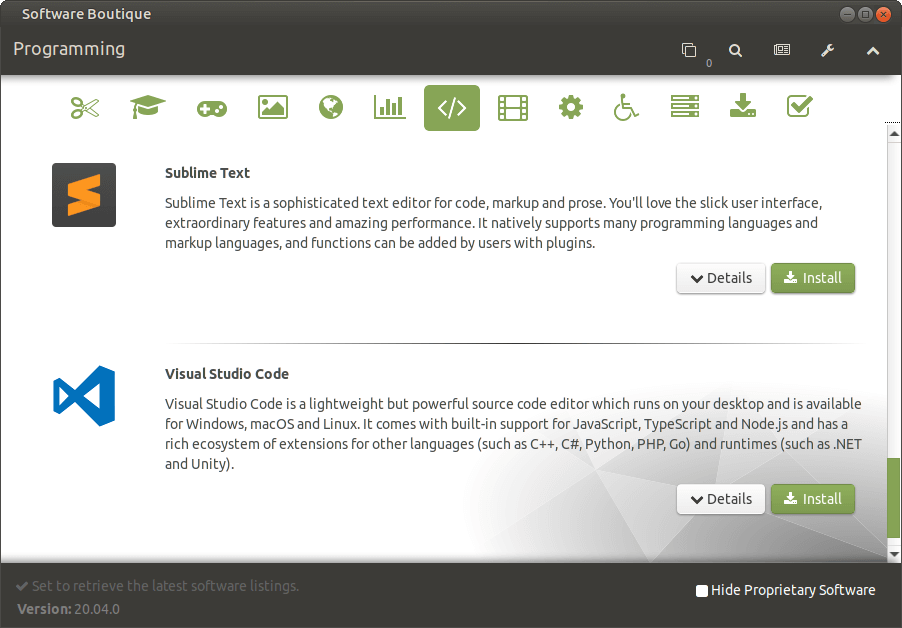 Software Boutique
Programming
0
Sublime Text
Sublime Text is a sophisticated text editor for code, markup and prose. You'll love the slick user interface,
extraordinary features and amazing performance. It natively supports many programming languages and
markup languages, and functions can be added by users with plugins.
Details
Install
Visual Studio Code
Visual Studio Code is a lightweight but powerful source code editor which runs on your desktop and is available
for Windows, macOS and Linux. It comes with built-in support for JavaScript, TypeScript and Node.js and has a
rich ecosystem of extensions for other languages (such as C++, C#, Python, PHP, Go) and runtimes (such as .NET
and Unity).
Details
Install
Set to retrieve the latest software listings.
Hide Proprietary Software
Version: 20.04.0